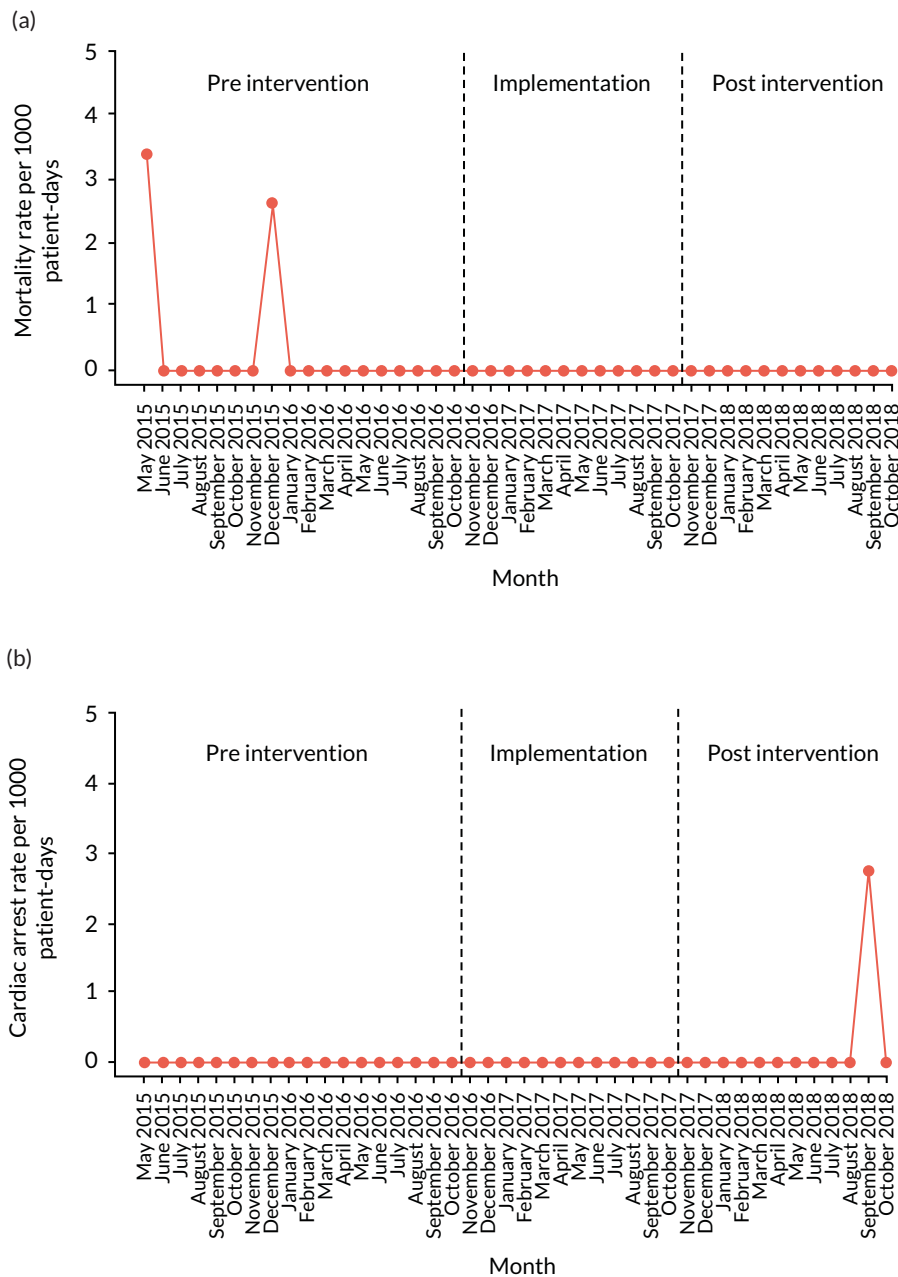 (a)
5
4
3
2
1
0
Mortality rate per 1000
patient-days
Pre intervention
Implementation
Post intervention
May 2015
June 2015
July 2015
August 2015
September 2015
October 2015
November 2015
December 2015
January 2016
February 2016
March 2016
April 2016
May 2016
June 2016
July 2016
August 2016
September 2016
October 2016
November 2016
December 2016
January 2017
February 2017
March 2017
April 2017
May 2017
June 2017
July 2017
August 2017
September 2017
October 2017
November 2017
December 2017
January 2018
February 2018
March 2018
April 2018
May 2018
June 2018
July 2018
August 2018
September 2018
October 2018
Month
(b)
5
4
3
2
1
0
Cardiac arrest rate per 1000
patient-days
Pre intervention
Implementation
Post intervention
May 2015
June 2015
July 2015
August 2015
September 2015
October 2015
November 2015
December 2015
January 2016
February 2016
March 2016
April 2016
May 2016
June 2016
July 2016
August 2016
September 2016
October 2016
November 2016
December 2016
January 2017
February 2017
March 2017
April 2017
May 2017
June 2017
July 2017
August 2017
September 2017
October 2017
November 2017
December 2017
January 2018
February 2018
March 2018
April 2018
May 2018
June 2018
July 2018
August 2018
September 2018
October 2018
Month